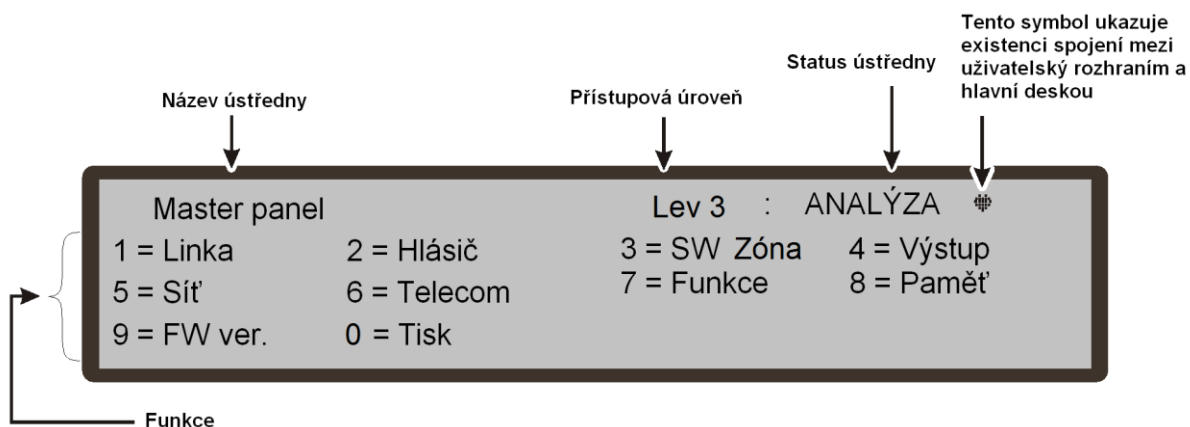 Tento symbol ukazuje
existenci spojení mezi
uživatelský rozhraním a
hlavní deskou
Status ústředny
Název ústředny
Přístupová úroveň
Master panel Lev 3 : ANALÝZA
1 = Linka 2 = Hlásič 3 = SW Zóna 4 = Výstup
5 = Síť 6 = Telecom 7 = Funkce 8 = Paměť
9 = FW ver. 0 = Tisk
Funkce